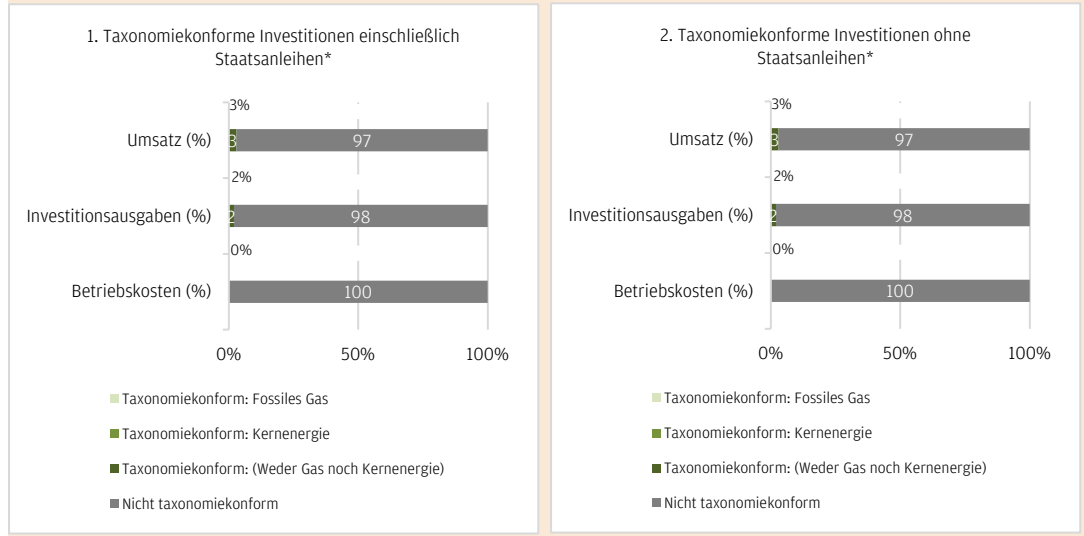 1. Taxonomiekonforme Investitionen einschließlich
Staatsanleihen*
3%
Umsatz (%)
3 97
2%
Investitionsausgaben (%)
2 98
0%
Betriebskosten (%)
100
0% 50% 100%
Taxonomiekonform: Fossiles Gas
Taxonomiekonform: Kernenergie
Taxonomiekonform: (Weder Gas noch Kernenergie)
Nicht taxonomiekonform
2. Taxonomiekonforme Investitionen ohne
Staatsanleihen*
3%
Umsatz (%)
3 97
2%
Investitionsausgaben (%)
2 98
0%
Betriebskosten (%)
100
0% 50% 100%
Taxonomiekonform: Fossiles Gas
Taxonomiekonform: Kernenergie
Taxonomiekonform: (Weder Gas noch Kernenergie)
Nicht taxonomiekonform